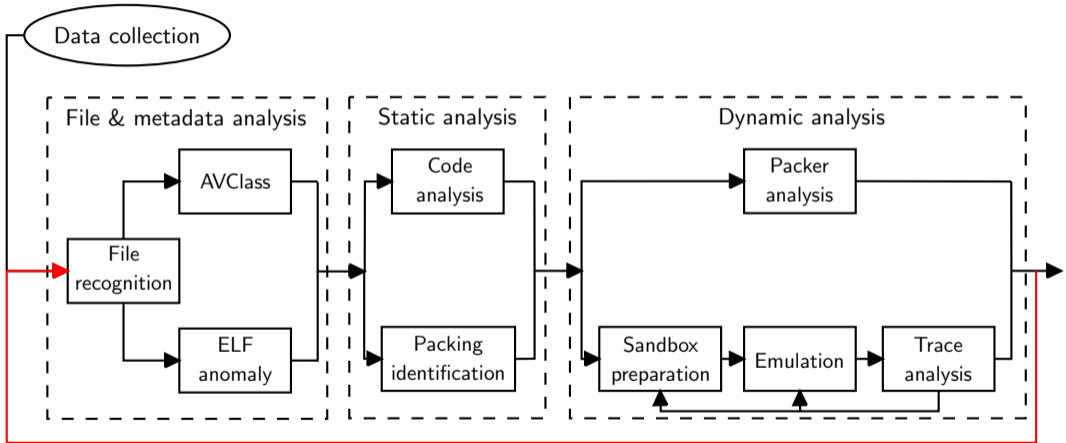 Data collection
File & metadata analysis
AVClass
File
recognition
ELF
anomaly
Static analysis
Code
analysis
Packing
identification
Dynamic analysis
Packer
analysis
Sandbox
preparation
Emulation
Trace
analysis